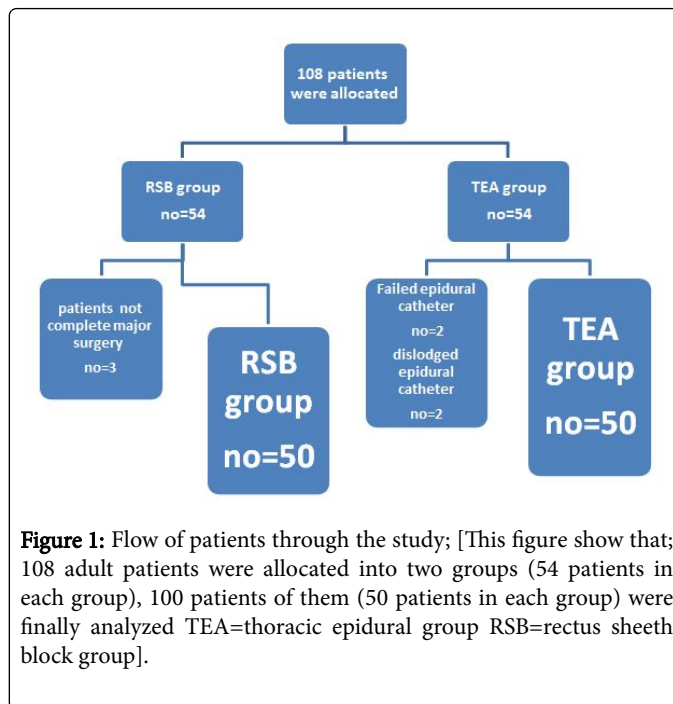 108 patients
were allocated
RSB group
no=54
TEA group
no=54
patients not
complete major
surgery
no=3
RSB
group
no=50
Failed epidural
catheter
no=2
dislodged
epidural
catheter
no=2
TEA
group
no=50
Figure 1: Flow of patients through the study; [This figure show that;
108 adult patients were allocated into two groups (54 patients in
each group), 100 patients of them (50 patients in each group) were
finally analyzed TEA=thoracic epidural group RSB=rectus sheeth
block group].